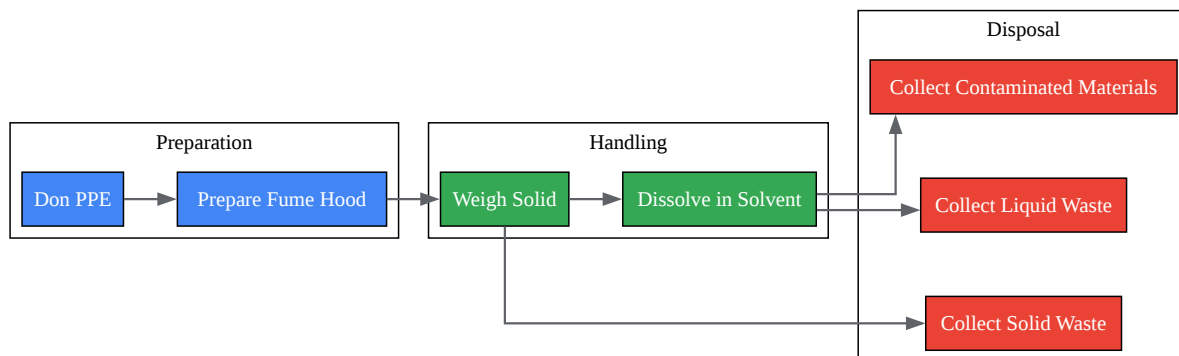 Preparation
Don PPE
Prepare Fume Hood
Handling
Weigh Solid
Dissolve in Solvent
Disposal
Collect Contaminated Materials
Collect Liquid Waste
Collect Solid Waste